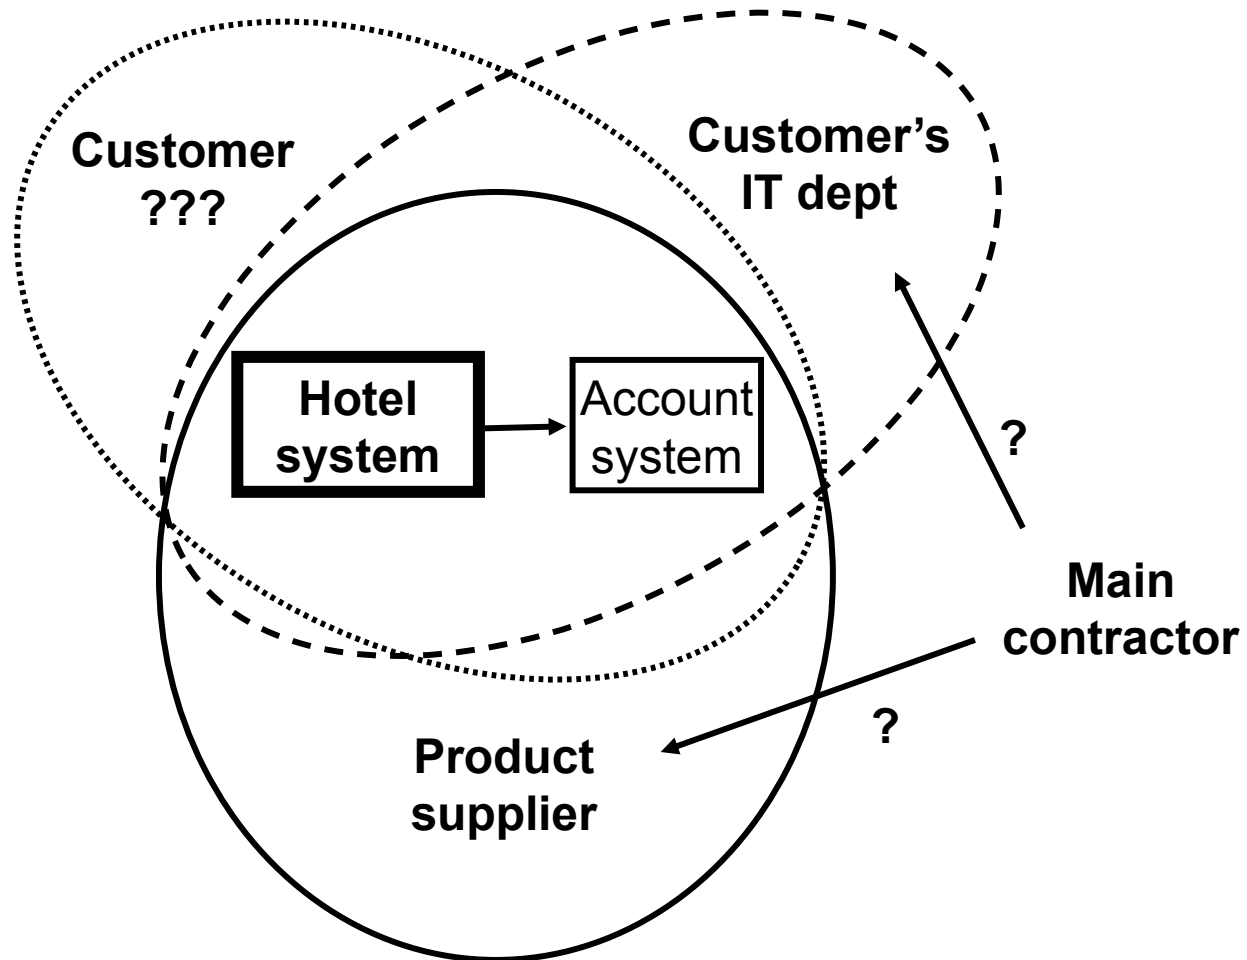 Customer
???
Customer’s
IT dept
Hotel
system
Account
system
?
Main
contractor
?
Product
supplier